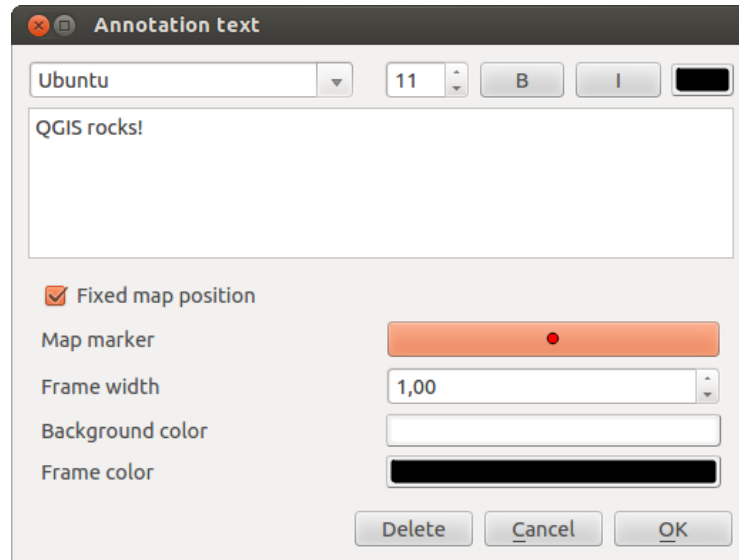 Annotation text
Ubuntu 11 B I
QGIS rocks!
Fixed map position
Map marker
Frame width 1,00
Background color
Frame color
Delete Cancel OK